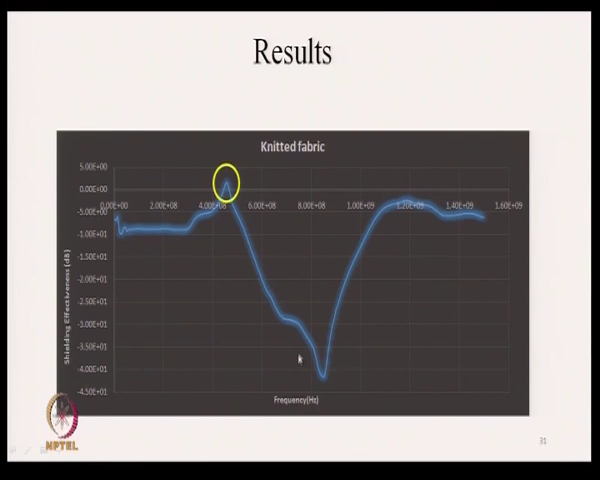 Results
Knitted fabric
5.00E+00
0.00E+00
-5.00E+00
-1.00E+01
-1.50E+01
-2.00E+01
-2.50E+01
-3.00E+01
-3.50E+01
-4.00E+01
-4.50E+01
0.00E+00 2.00E+08 4.00E+08 6.00E+08 8.00E+08 1.00E+09 1.20E+09 1.40E+09 1.60E+09
Shielding Effectiveness (dB)
Frequency(Hz)
NPTEL
31